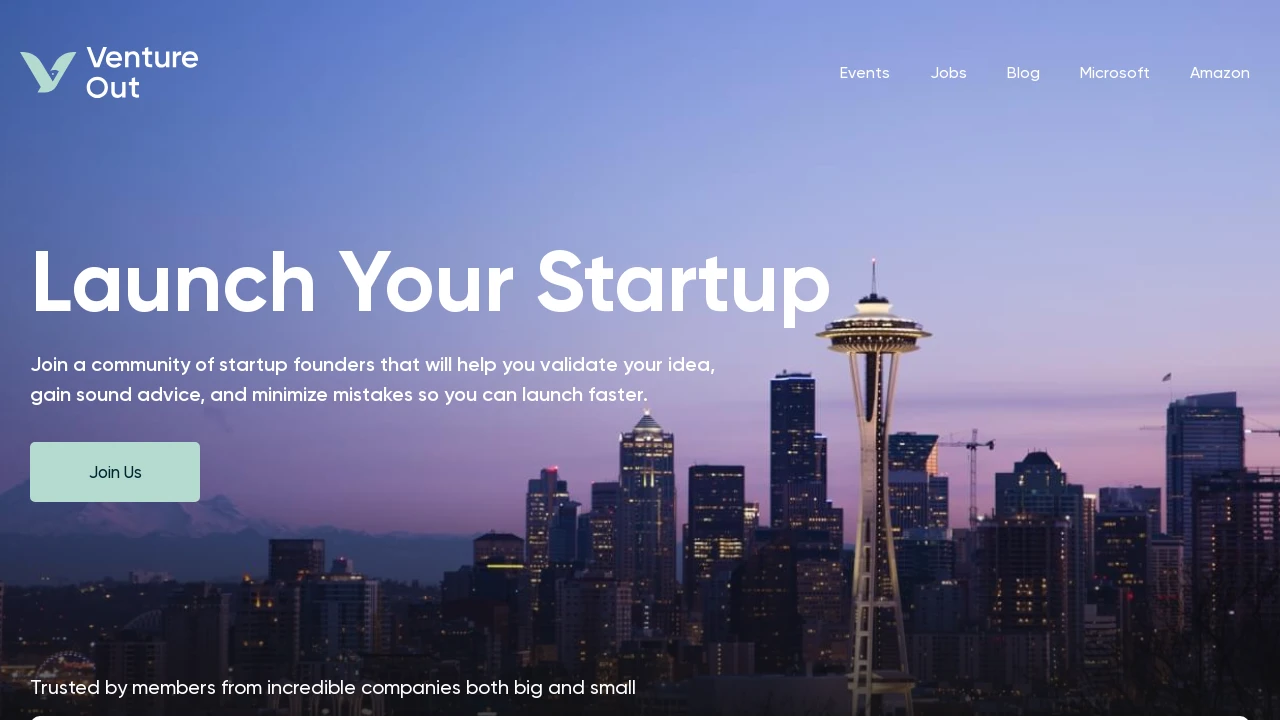 Venture
Out
Events Jobs Blog Microsoft Amazon
Launch Your Startup
Join a community of startup founders that will help you validate your idea,
gain sound advice, and minimize mistakes so you can launch faster.
Join Us
Trusted by members from incredible companies both big and small